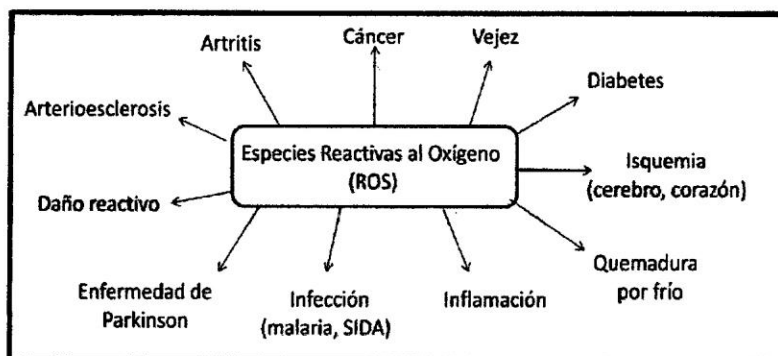 Cáncer
Artritis
Vejez
Diabetes
Arterioesclerosis
Especies Reactivas al Oxígeno
(ROS)
Isquemia
(cerebro, corazón)
Daño reactivo
Quemadura
por frío
Enfermedad de
Parkinson
Infección
(malaria, SIDA)
Inflamación